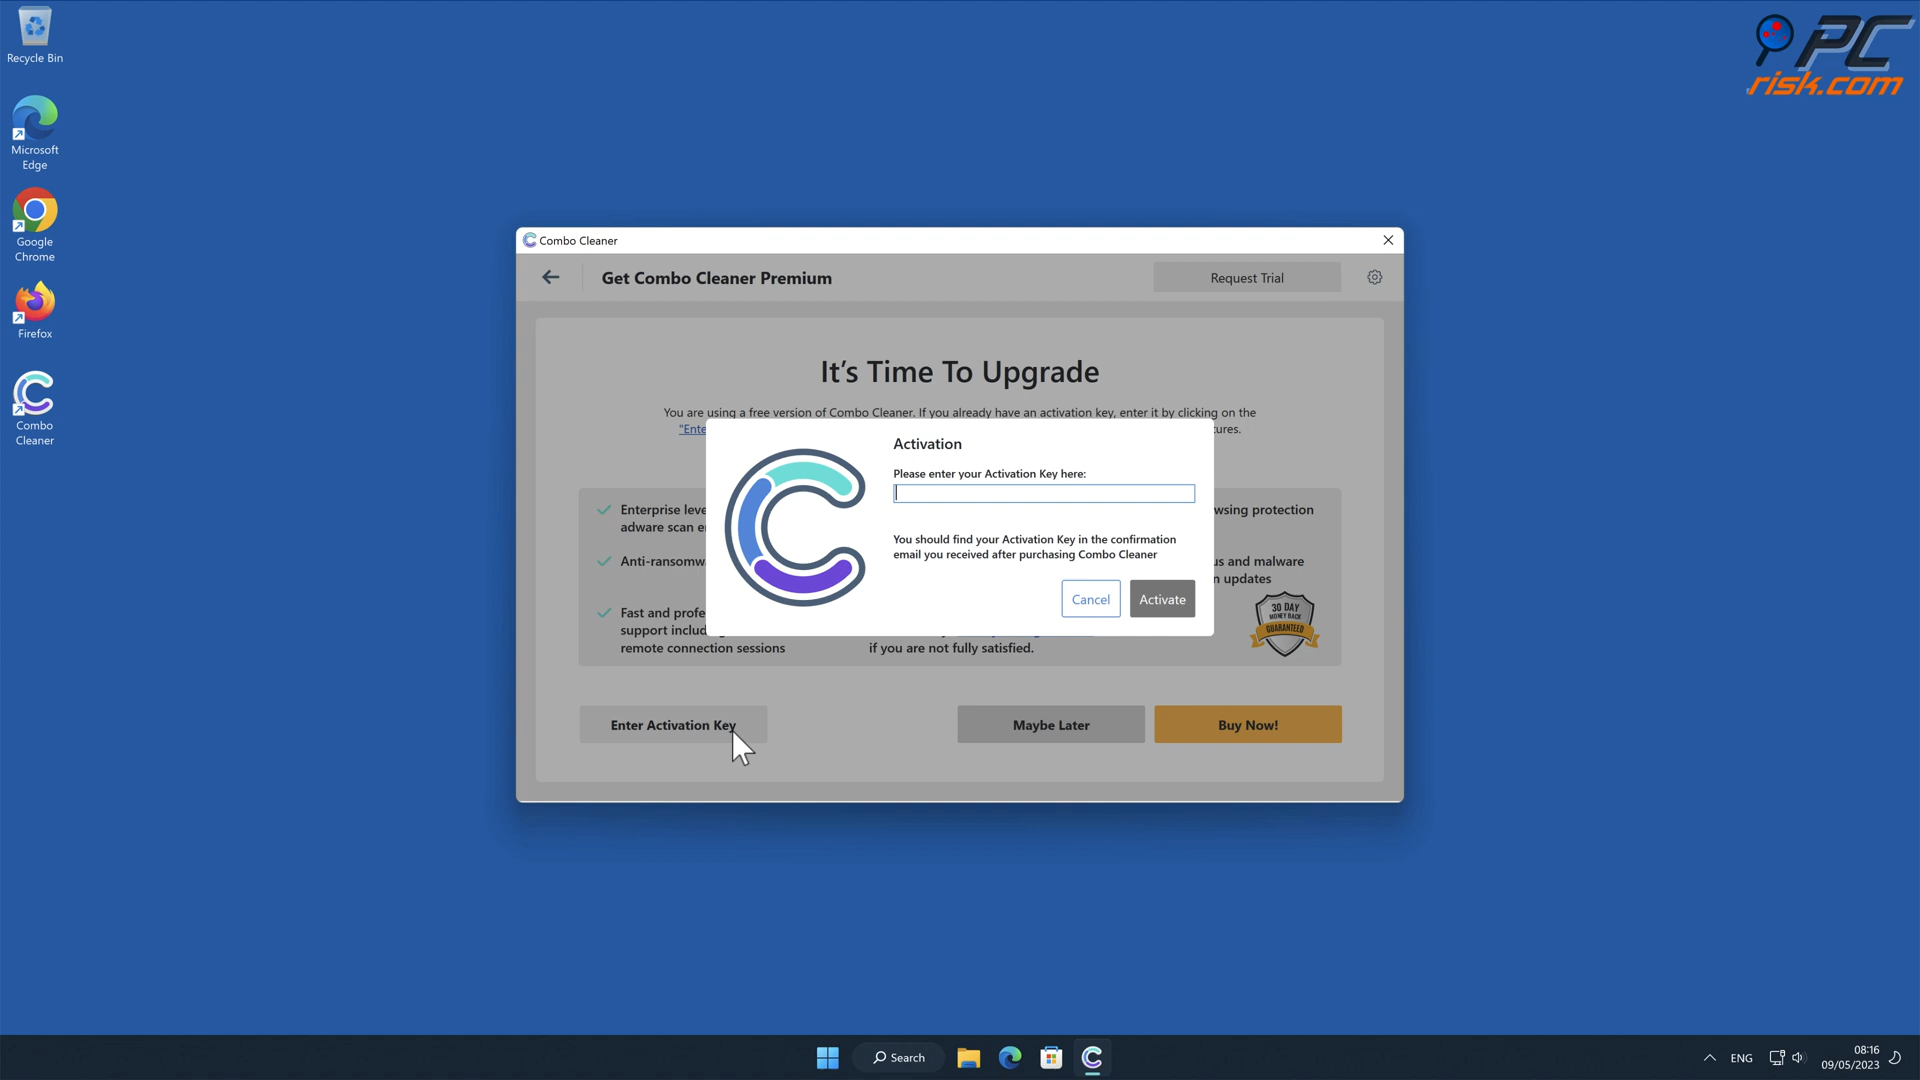 Recycle Bin
Microsoft
Edge
Google
Chrome
Firefox
Combo
Cleaner
PC
risk.com
Combo Cleaner
Get Combo Cleaner Premium
Request Trial
It's Time To Upgrade
You are using a free version of Combo Cleaner. If you already have an activation key, enter it by clicking on the
"Ente
tures.
Activation
Please enter your Activation Key here:
You should find your Activation Key in the confirmation
email you received after purchasing Combo Cleaner
Cancel
Activate
Enterprise leve
adware scan e
Anti-ransomw
Fast and profe
support includ
remote connection sessions
if you are not fully satisfied.
wsing protection
us and malware
n updates
30 DAY
MONEY BACK
GUARANTEED
Enter Activation Key
Maybe Later
Buy Now!
Search
ENG
08:16
09/05/2023